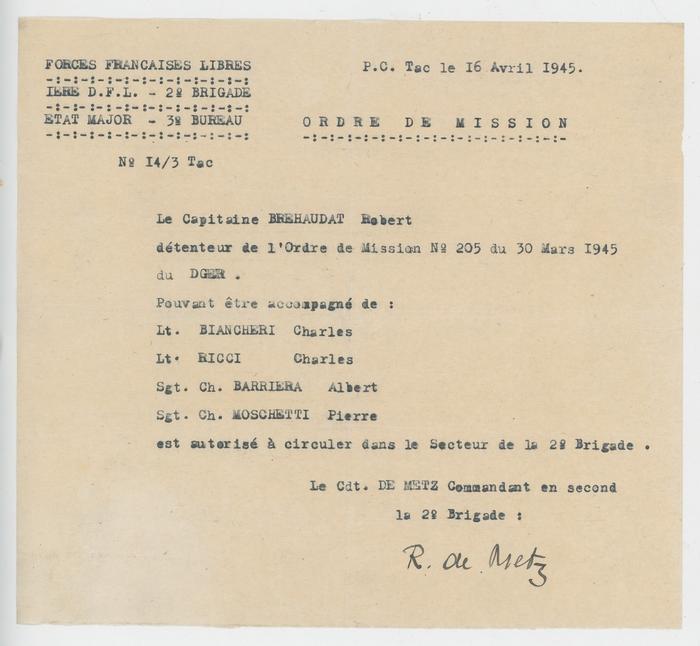 FORCES FRANCAISES LIBRES
-:-:-:-:-:-:-:-:-:-:-:-:-:
P.C. Tac le 16 Avril 1945.
IERE D.F.L. - 2º BRIGADE
-:-:-:-:-:-:-:-:-:-:-:-:-:
ETAT MAJOR - 3º BUREAU
-:-:-:-:-:-:-:-:-:-:-:-:-:
ORDRE DE MISSION
-:-:-:-:-:-:-:-:-:-:-:-:-:-:-:-
Nº I4/3 Tac
Le Capitaine BREHAUDAT Robert
détenteur de l'Ordre de Mission Nº 205 du 30 Mars I945
du DGER .
Pouvant être accompagné de :
Lt. BIANCHERI Charles
Lt. RICCI Charles
Sgt. Ch. BARRIERA Albert
Sgt. Ch. MOSCHETTI Pierre
est autorisé à circuler dans le Secteur de la 2º Brigade .
Le Cdt. DE METZ Commandant en second
la 2º Brigade :
R. de Metz